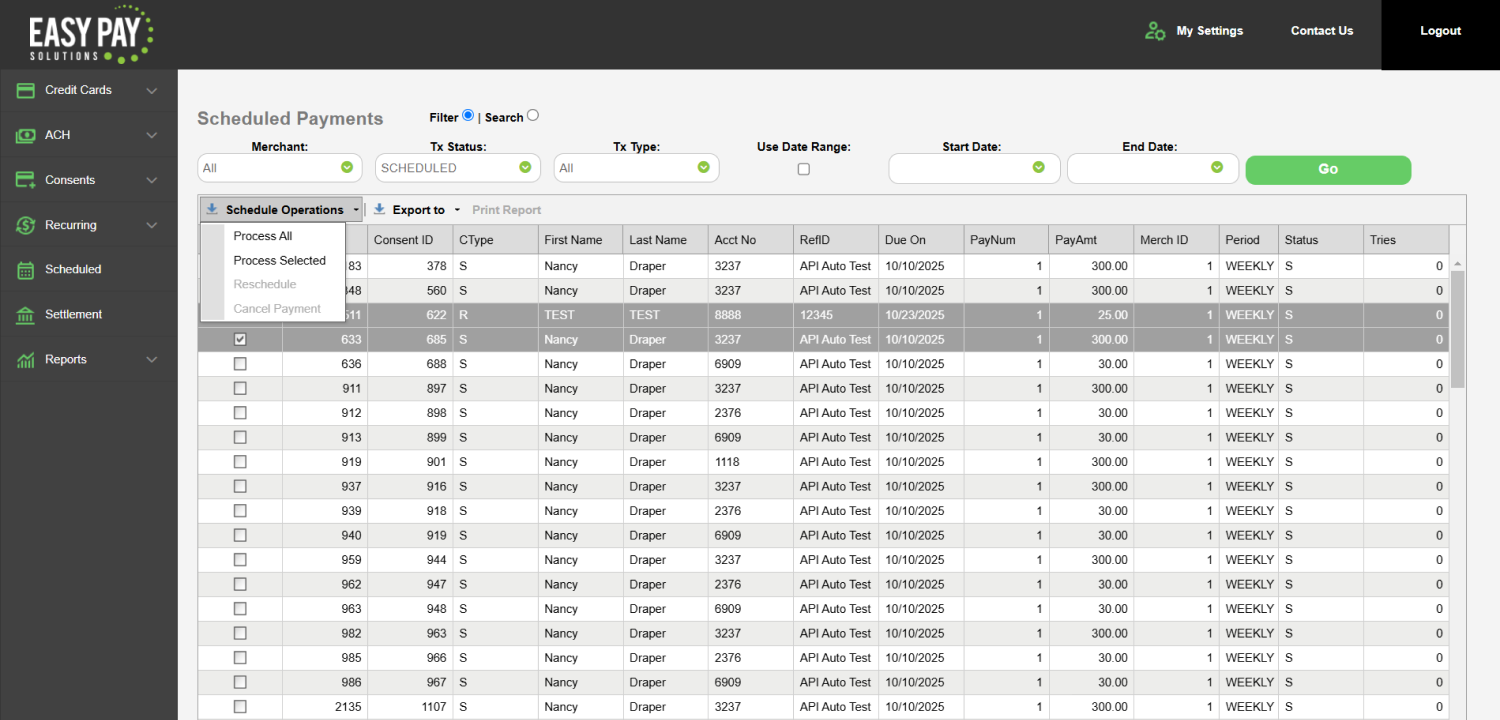 EASY PAY
SOLUTIONS
My Settings Contact Us Logout
Credit Cards
ACH
Consents
Recurring
Scheduled
Settlement
Reports
Scheduled Payments Filter | Search
Merchant: Tx Status: Tx Type: Use Date Range: Start Date: End Date:
All SCHEDULED All Go
Schedule Operations Export to Print Report
Process All
Process Selected
Reschedule
Cancel Payment
Consent ID CType First Name Last Name Acct No RefID Due On PayNum PayAmt Merch ID Period Status Tries
183 378 S Nancy Draper 3237 API Auto Test 10/10/2025 1 300.00 1 WEEKLY S 0
348 560 S Nancy Draper 3237 API Auto Test 10/10/2025 1 300.00 1 WEEKLY S 0
511 622 R TEST TEST 8888 12345 10/23/2025 1 25.00 1 WEEKLY S 0
633 685 S Nancy Draper 3237 API Auto Test 10/10/2025 1 300.00 1 WEEKLY S 0
636 688 S Nancy Draper 6909 API Auto Test 10/10/2025 1 30.00 1 WEEKLY S 0
911 897 S Nancy Draper 3237 API Auto Test 10/10/2025 1 300.00 1 WEEKLY S 0
912 898 S Nancy Draper 2376 API Auto Test 10/10/2025 1 30.00 1 WEEKLY S 0
913 899 S Nancy Draper 6909 API Auto Test 10/10/2025 1 30.00 1 WEEKLY S 0
919 901 S Nancy Draper 1118 API Auto Test 10/10/2025 1 300.00 1 WEEKLY S 0
937 916 S Nancy Draper 3237 API Auto Test 10/10/2025 1 300.00 1 WEEKLY S 0
939 918 S Nancy Draper 2376 API Auto Test 10/10/2025 1 30.00 1 WEEKLY S 0
940 919 S Nancy Draper 6909 API Auto Test 10/10/2025 1 30.00 1 WEEKLY S 0
959 944 S Nancy Draper 3237 API Auto Test 10/10/2025 1 300.00 1 WEEKLY S 0
962 947 S Nancy Draper 2376 API Auto Test 10/10/2025 1 30.00 1 WEEKLY S 0
963 948 S Nancy Draper 6909 API Auto Test 10/10/2025 1 30.00 1 WEEKLY S 0
982 963 S Nancy Draper 3237 API Auto Test 10/10/2025 1 300.00 1 WEEKLY S 0
985 966 S Nancy Draper 2376 API Auto Test 10/10/2025 1 30.00 1 WEEKLY S 0
986 967 S Nancy Draper 6909 API Auto Test 10/10/2025 1 30.00 1 WEEKLY S 0
2135 1107 S Nancy Draper 3237 API Auto Test 10/10/2025 1 300.00 1 WEEKLY S 0